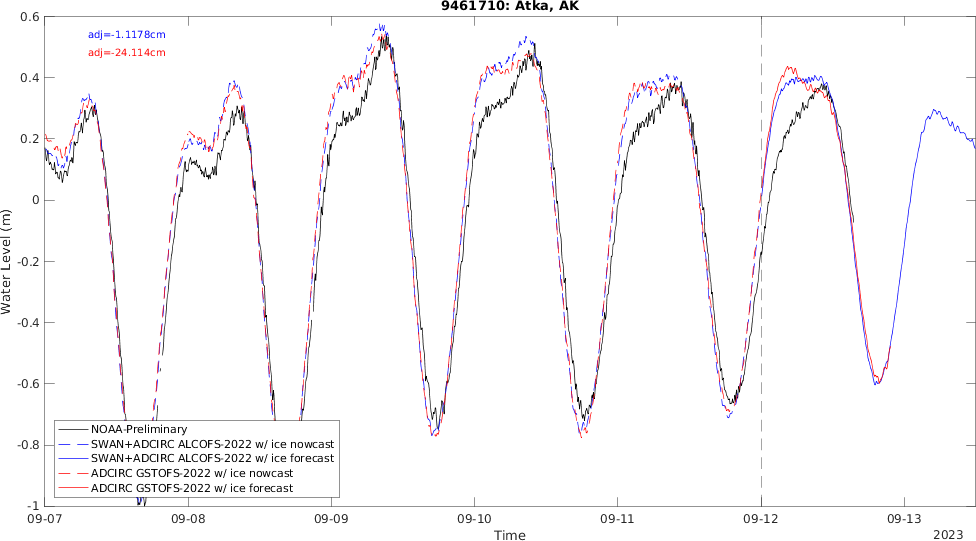 9461710: Atka, AK
adj=-1.1178cm
adj=-24.114cm
0.6
0.4
0.2
0
-0.2
-0.4
-0.6
-0.8
-1
Water Level (m)
NOAA-Preliminary
SWAN+ADCIRC ALCOFS-2022 w/ ice nowcast
SWAN+ADCIRC ALCOFS-2022 w/ ice forecast
ADCIRC GSTOFS-2022 w/ ice nowcast
ADCIRC GSTOFS-2022 w/ ice forecast
09-07 09-08 09-09 09-10 09-11 09-12 09-13
Time
2023